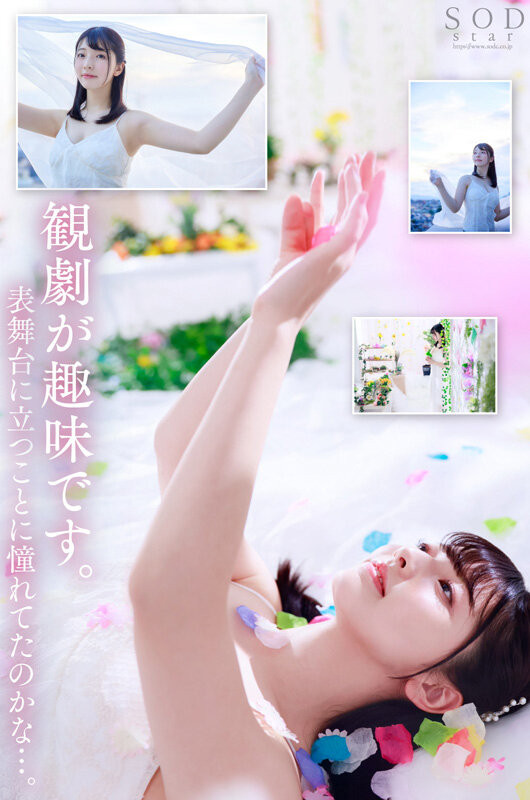 SOD
star
https://www.sodc.co.jp
観劇が趣味です。
表舞台に立つことに憧れてたのかな…。